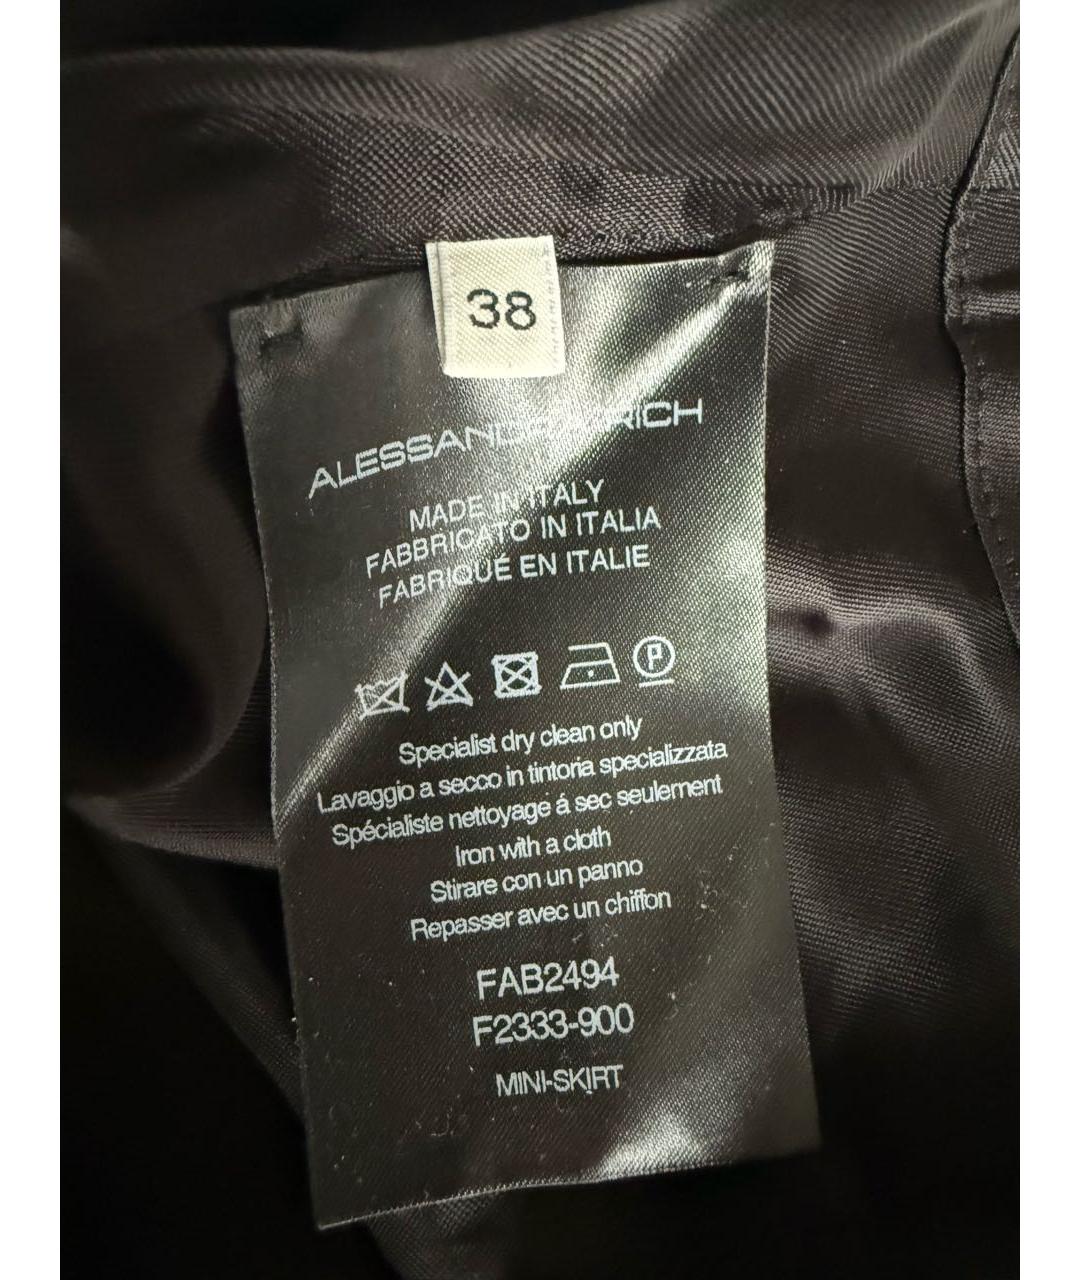 38
ALESSANDRA RICH
MADE IN ITALY
FABBRICATO IN ITALIA
FABRIQUÉ EN ITALIE
P
Specialist dry clean only
Lavaggio a secco in tintoria specializzata
Spécialiste nettoyage á sec seulement
Iron with a cloth
Stirare con un panno
Repasser avec un chiffon
FAB2494
F2333-900
MINI-SKIRT